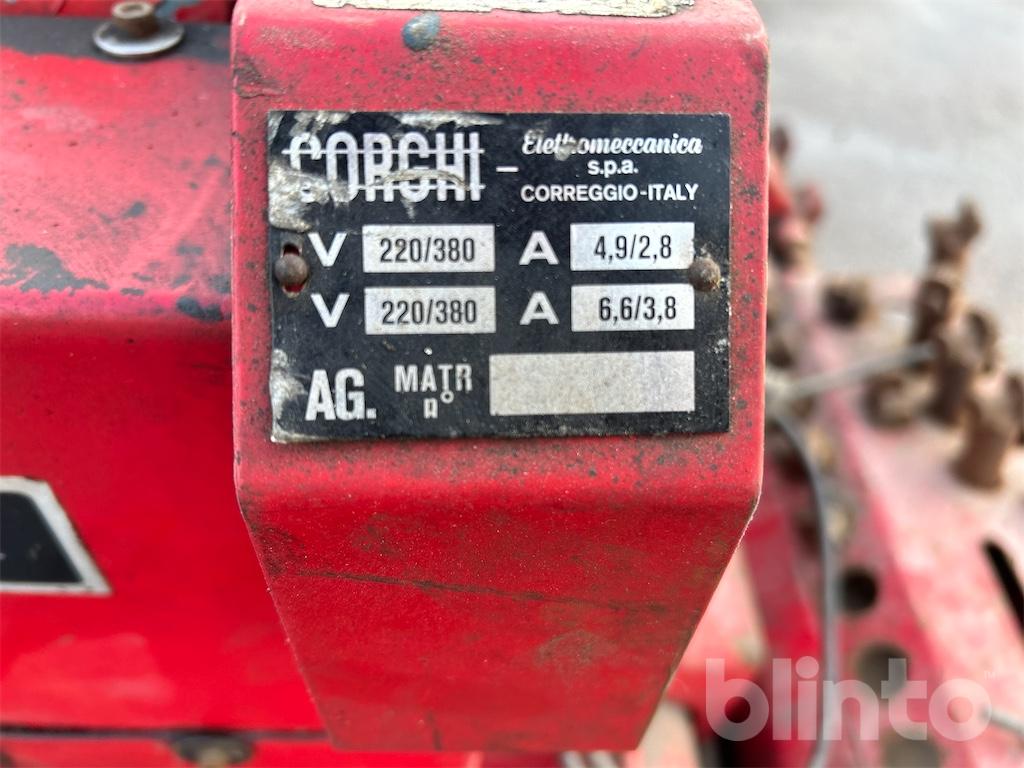 CORGHI - Elettromeccanica
s.p.a.
CORREGGIO-ITALY
V 220/380 A 4,9/2,8
V 220/380 A 6,6/3,8
AG. MATR
n°
blinto